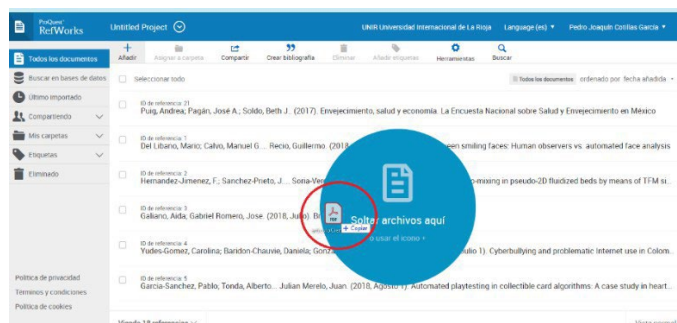 ProQuest®
RefWorks
Untitled Project
UNIR Universidad Internacional de La Rioja
Language (es)
Pedro Joaquín Cotillas García
Todos los documentos
Buscar en bases de datos
Último importado
Compartiendo
Mis carpetas
Etiquetas
Eliminado
Política de privacidad
Términos y condiciones
Política de cookies
Añadir
Asignar a carpeta
Compartir
Crear bibliografía
Eliminar
Añadir etiquetas
Herramientas
Buscar
Seleccionar todo
Todos los documentos ordenado por fecha añadida
ID de referencia: 21
Puig, Andrea; Pagán, José A.; Soldo, Beth J.. (2017). Envejecimiento, salud y economía. La Encuesta Nacional sobre Salud y Envejecimiento en México
ID de referencia: 1
Del Líbano, Mario; Calvo, Manuel G.... Recio, Guillermo. (2018, een smiling faces: Human observers vs. automated face analysis
ID de referencia: 2
Hernandez-Jimenez, F.; Sanchez-Prieto, J.... Soria-Ver -mixing in pseudo-2D fluidized beds by means of TFM si...
ID de referencia: 3
Galiano, Aida; Gabriel Romero, Jose. (2018, Julio). Br
ID de referencia: 4
Yudes-Gomez, Carolina; Baridon-Chauvie, Daniela; Gonz ulio 1). Cyberbullying and problematic Internet use in Colom...
ID de referencia: 5
Garcia-Sanchez, Pablo; Tonda, Alberto... Julian Merelo, Juan. (2018, Agosto 1). Automated playtesting in collectible card algorithms: A case study in heart...
Soltar archivos aquí
o usar el icono +
PDF
+ Copiar